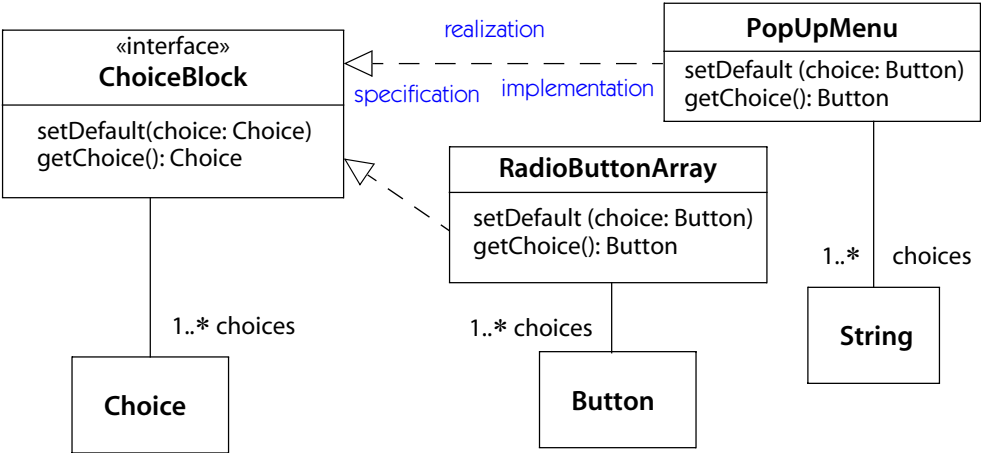 «interface»
ChoiceBlock
setDefault(choice: Choice)
getChoice(): Choice
realization
specification
implementation
PopUpMenu
setDefault (choice: Button)
getChoice(): Button
RadioButtonArray
setDefault (choice: Button)
getChoice(): Button
1..* choices
Choice
1..* choices
Button
1..* choices
String